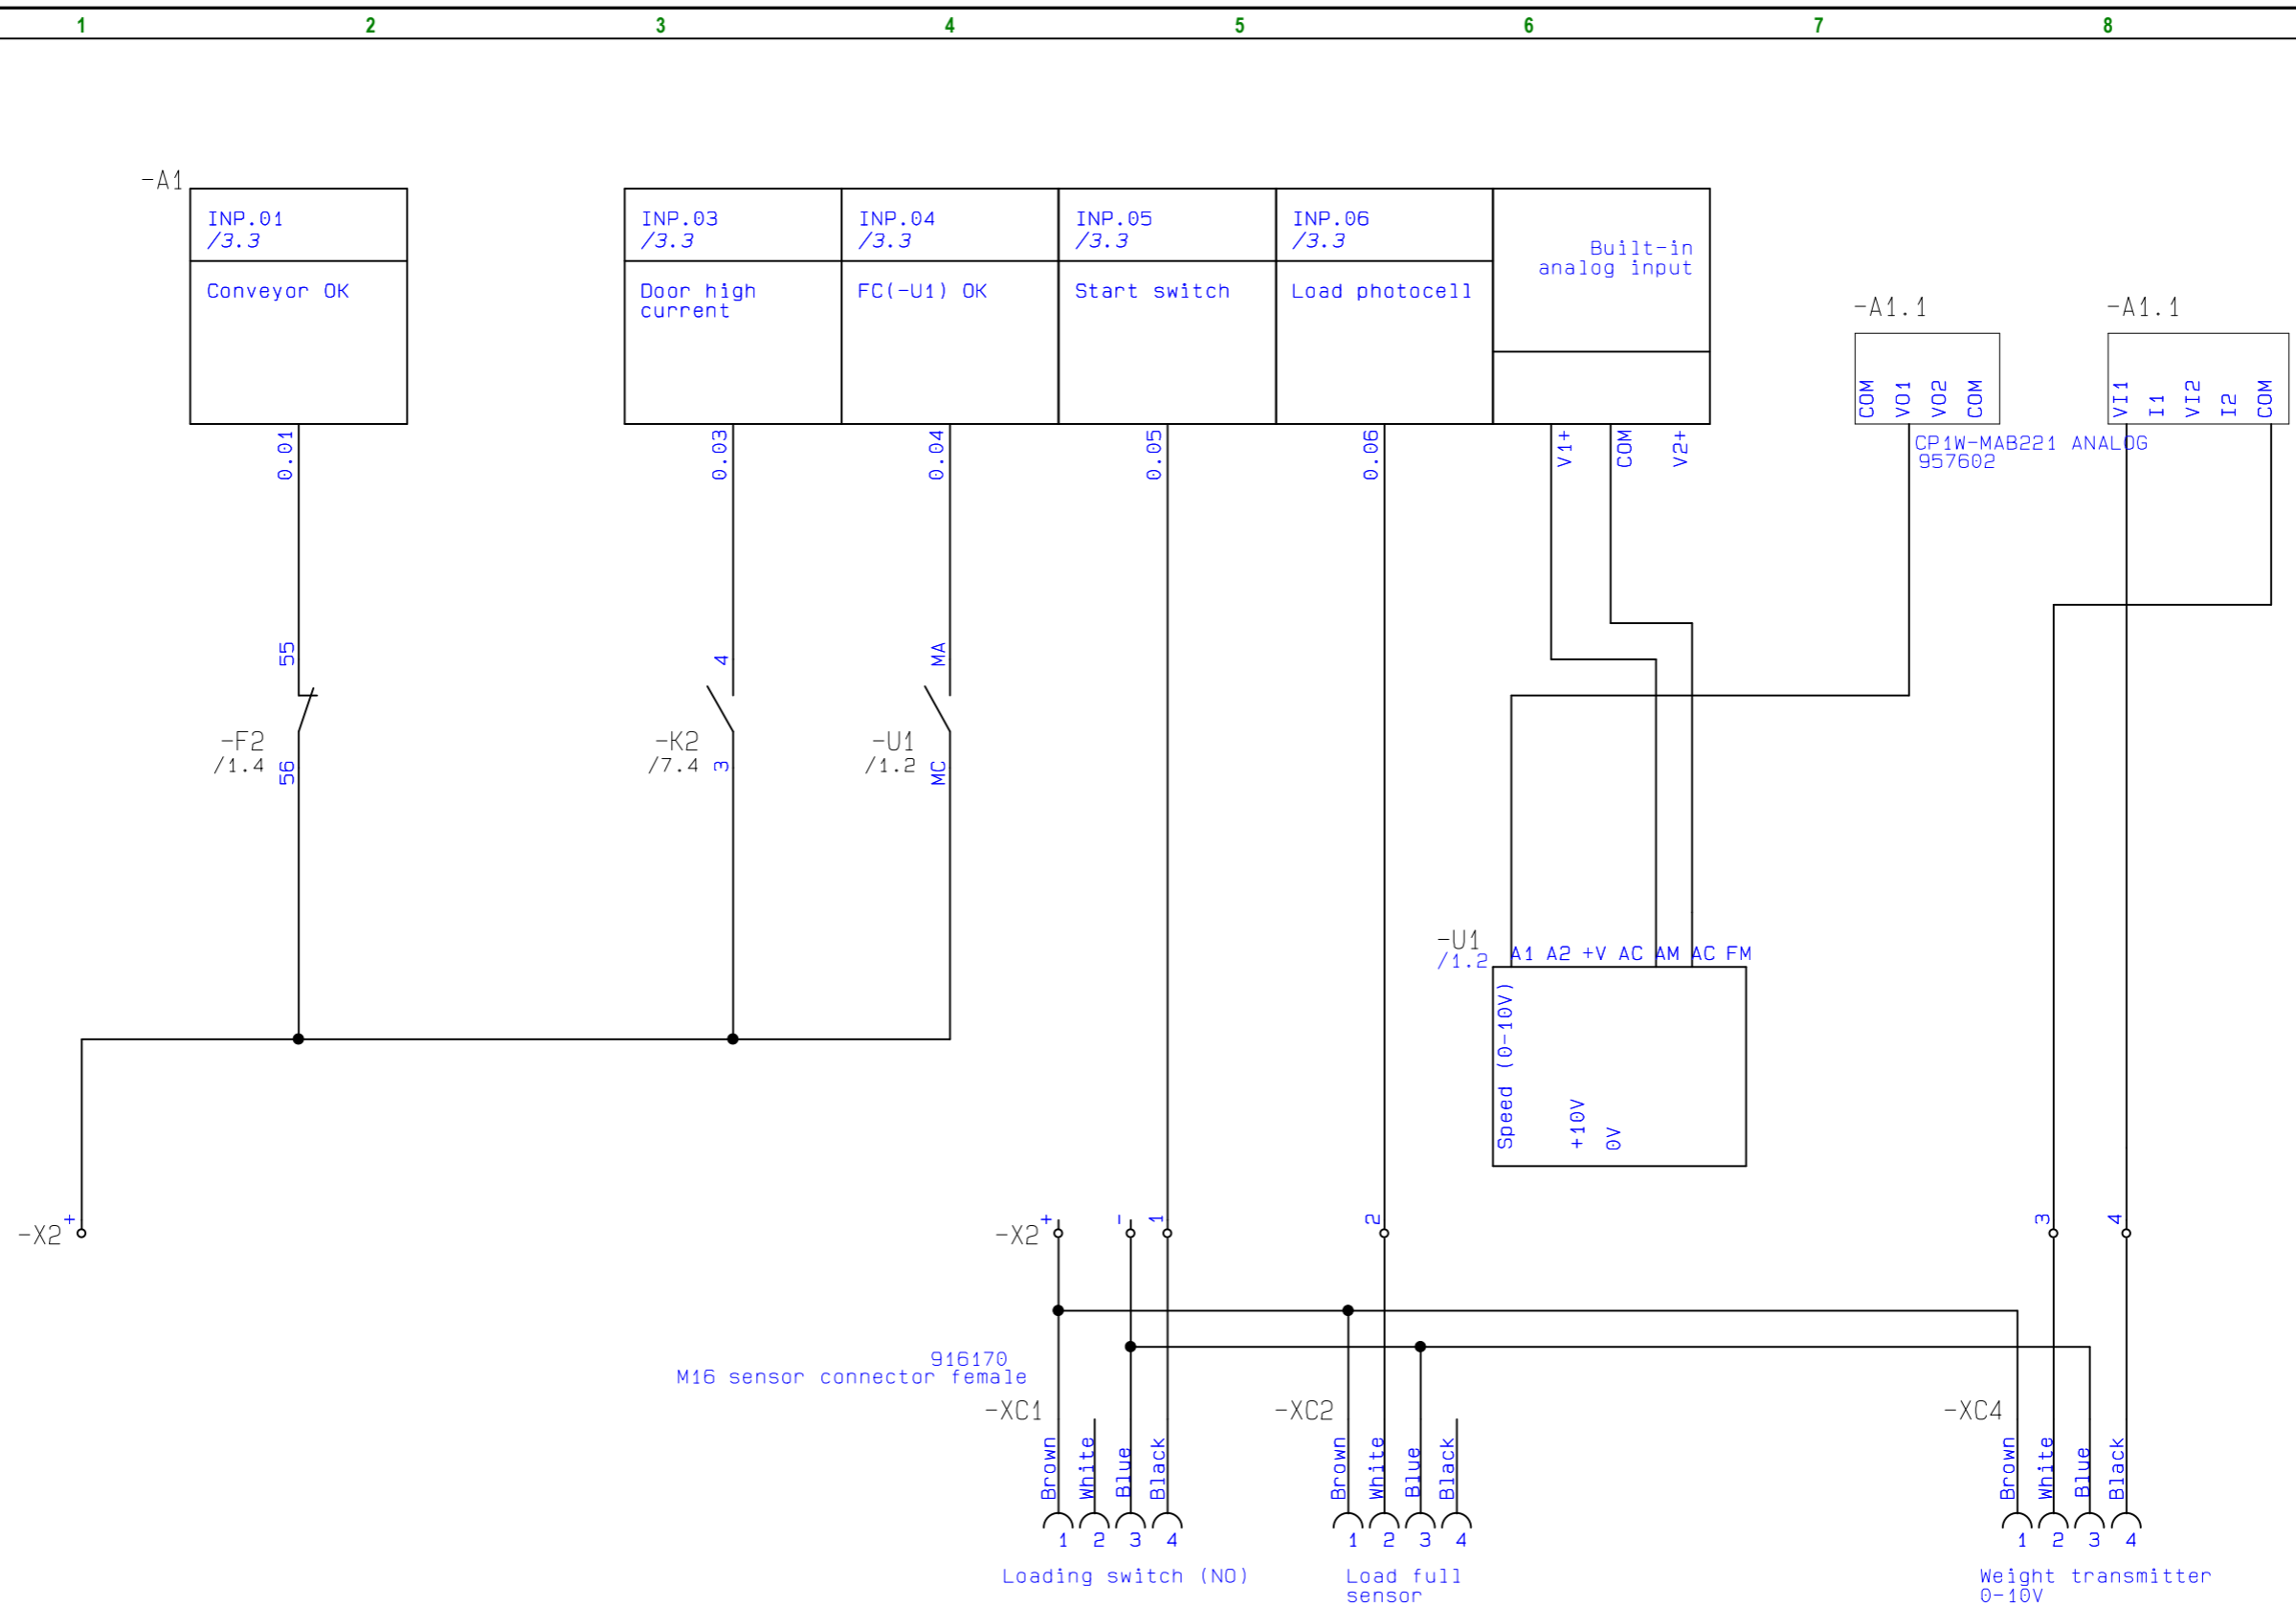 1 2 3 4 5 6 7 8
-A1
INP.01
/3.3
Conveyor OK
INP.03
/3.3
Door high
current
INP.04
/3.3
FC(-U1) OK
INP.05
/3.3
Start switch
INP.06
/3.3
Load photocell
Built-in
analog input
-A1.1
COM
VO1
VO2
COM
CP1W-MAB221 ANALOG
957602
-A1.1
VI1
I1
VI2
I2
COM
0.01
0.03
0.04
0.05
0.06
V1+
COM
V2+
55
-F2
/1.4
56
4
-K2
/7.4
3
MA
-U1
/1.2
MC
-U1
/1.2
A1 A2 +V AC AM AC FM
Speed (0-10V)
+10V
0V
-X2
+
-X2
+
-
1
2
3
4
916170
M16 sensor connector female
-XC1
Brown
White
Blue
Black
1 2 3 4
Loading switch (NO)
-XC2
Brown
White
Blue
Black
1 2 3 4
Load full
sensor
-XC4
Brown
White
Blue
Black
1 2 3 4
Weight transmitter
0-10V